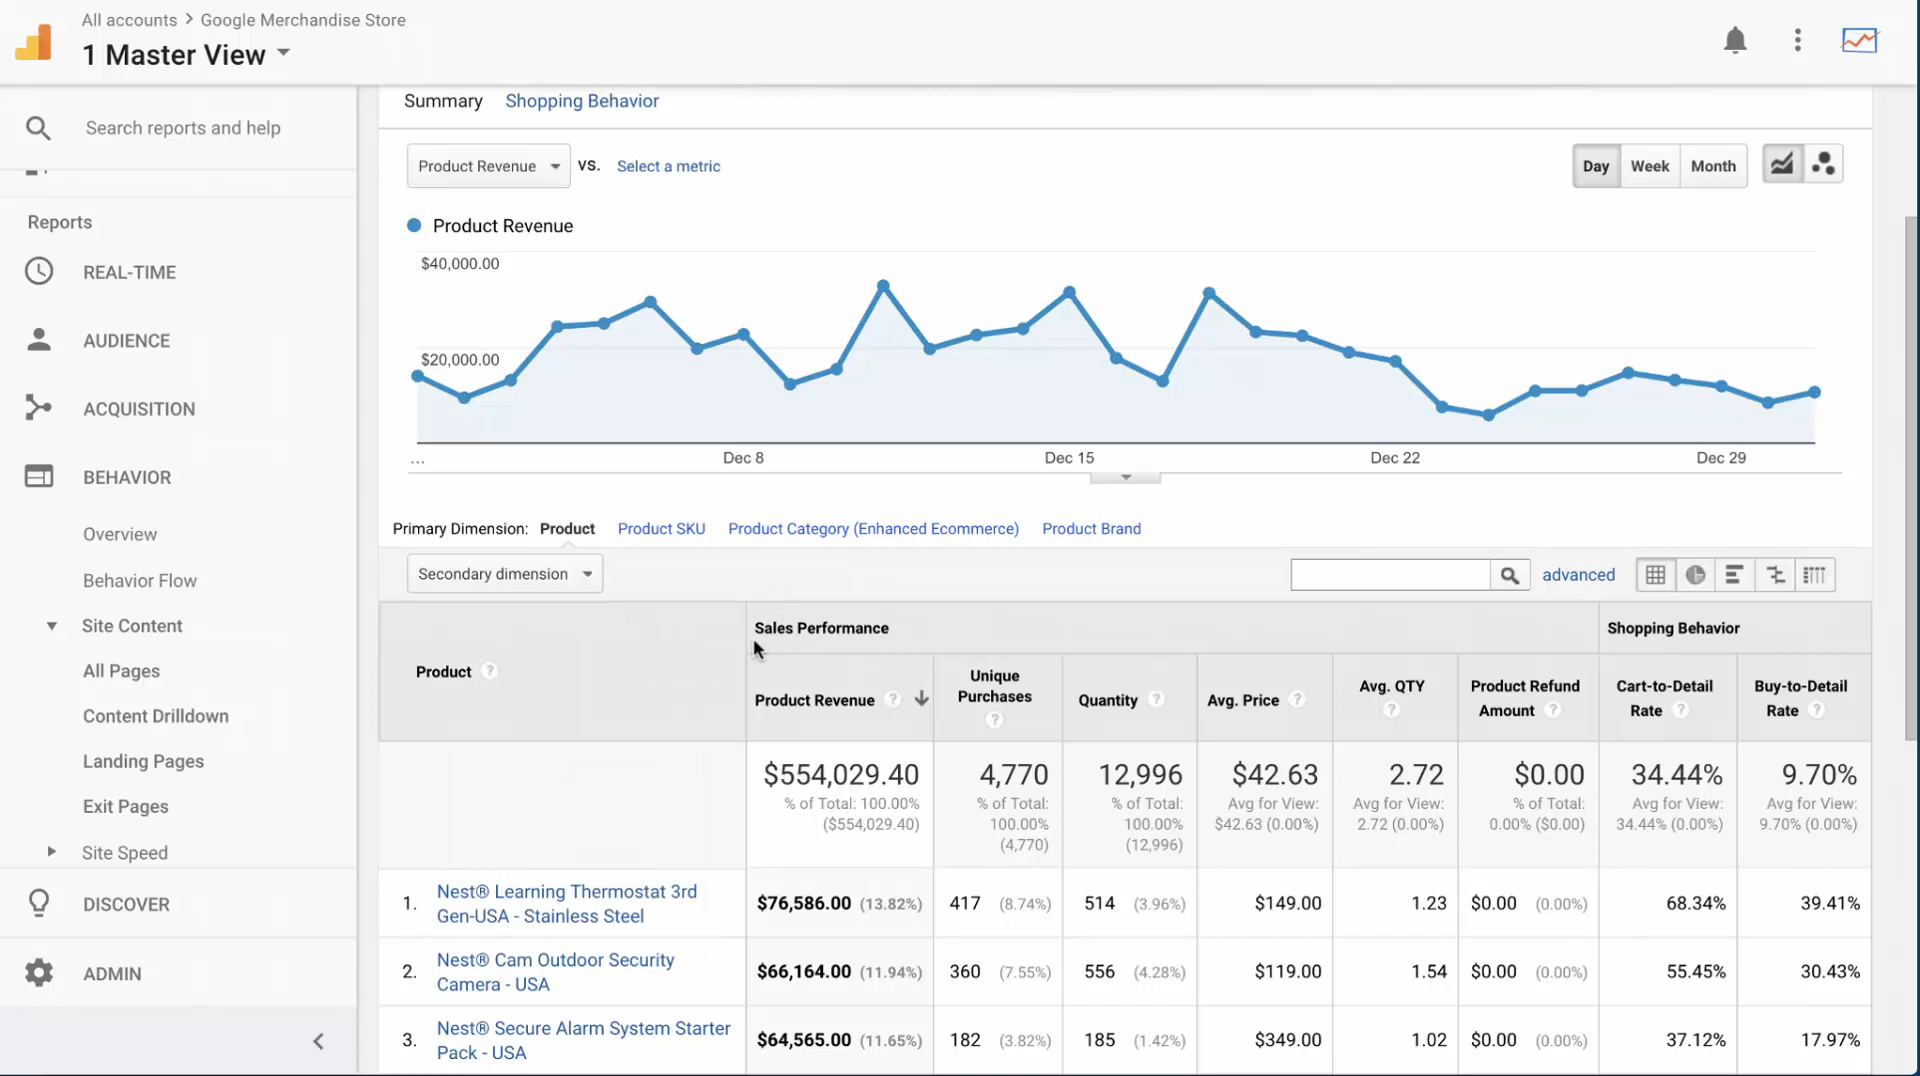 All accounts > Google Merchandise Store
1 Master View
Search reports and help
Reports
REAL-TIME
AUDIENCE
ACQUISITION
BEHAVIOR
Overview
Behavior Flow
Site Content
All Pages
Content Drilldown
Landing Pages
Exit Pages
Site Speed
DISCOVER
ADMIN
Summary Shopping Behavior
Product Revenue VS. Select a metric
Day Week Month
Product Revenue
$40,000.00
$20,000.00
... Dec 8 Dec 15 Dec 22 Dec 29
Primary Dimension: Product Product SKU Product Category (Enhanced Ecommerce) Product Brand
Secondary dimension
advanced
Sales Performance Shopping Behavior
Product ?
Product Revenue ?
Unique
Purchases
?
Quantity ?
Avg. Price ?
Avg. QTY
?
Product Refund
Amount ?
Cart-to-Detail
Rate ?
Buy-to-Detail
Rate ?
$554,029.40
% of Total: 100.00%
($554,029.40)
4,770
% of Total:
100.00%
(4,770)
12,996
% of Total:
100.00%
(12,996)
$42.63
Avg for View:
$42.63 (0.00%)
2.72
Avg for View:
2.72 (0.00%)
$0.00
% of Total:
0.00% ($0.00)
34.44%
Avg for View:
34.44% (0.00%)
9.70%
Avg for View:
9.70% (0.00%)
1. Nest® Learning Thermostat 3rd
Gen-USA - Stainless Steel
$76,586.00 (13.82%) 417 (8.74%) 514 (3.96%) $149.00 1.23 $0.00 (0.00%) 68.34% 39.41%
2. Nest® Cam Outdoor Security
Camera - USA
$66,164.00 (11.94%) 360 (7.55%) 556 (4.28%) $119.00 1.54 $0.00 (0.00%) 55.45% 30.43%
3. Nest® Secure Alarm System Starter
Pack - USA
$64,565.00 (11.65%) 182 (3.82%) 185 (1.42%) $349.00 1.02 $0.00 (0.00%) 37.12% 17.97%